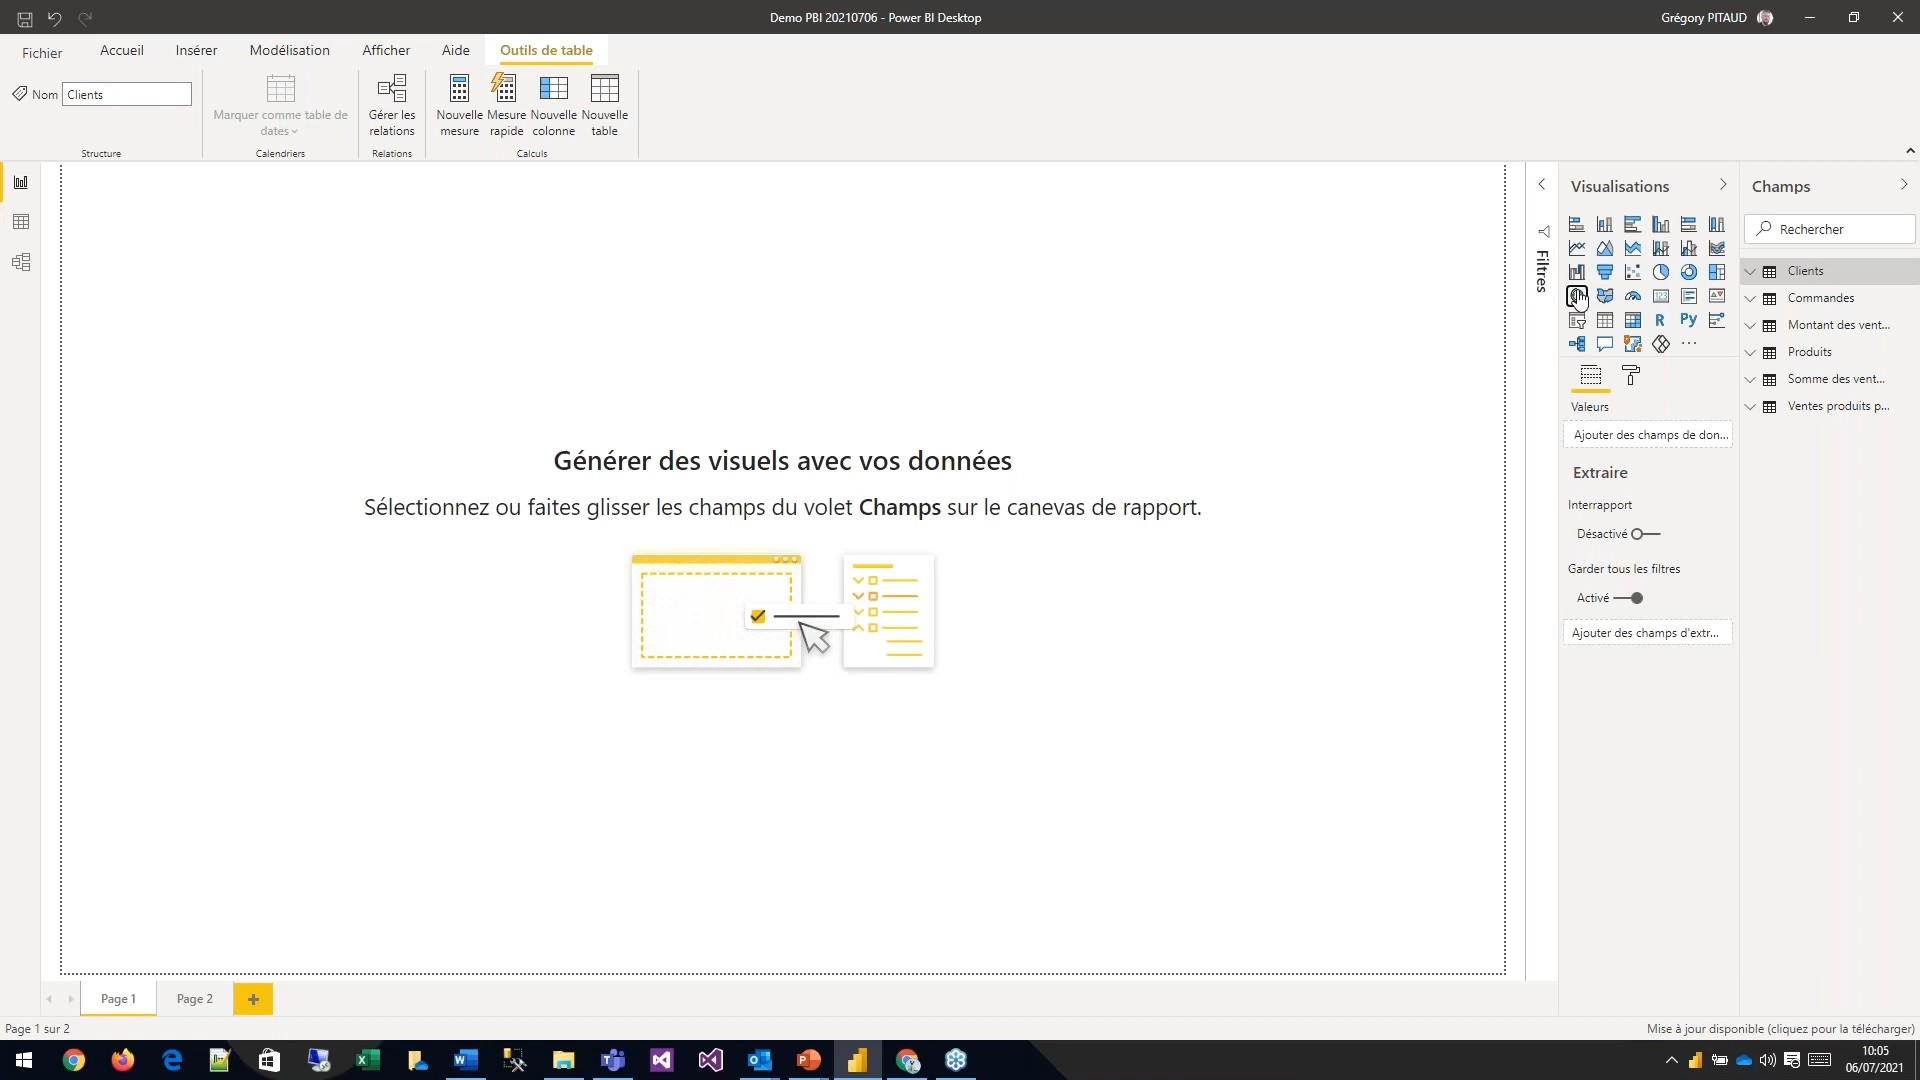 Demo PBI 20210706 - Power BI Desktop
Grégory PITAUD
Fichier
Accueil
Insérer
Modélisation
Afficher
Aide
Outils de table
Nom
Clients
Structure
Marquer comme table de
dates
Calendriers
Gérer les
relations
Relations
Nouvelle
mesure
Mesure
rapide
Nouvelle
colonne
Nouvelle
table
Calculs
Générer des visuels avec vos données
Sélectionnez ou faites glisser les champs du volet Champs sur le canevas de rapport.
Filtres
Visualisations
123
R
Py
Valeurs
Ajouter des champs de don...
Extraire
Interrapport
Désactivé
Garder tous les filtres
Activé
Ajouter des champs d'extr...
Champs
Rechercher
Clients
Commandes
Montant des vent...
Produits
Somme des vent...
Ventes produits p...
Page 1
Page 2
+
Page 1 sur 2
Mise à jour disponible (cliquez pour la télécharger)
10:05
06/07/2021